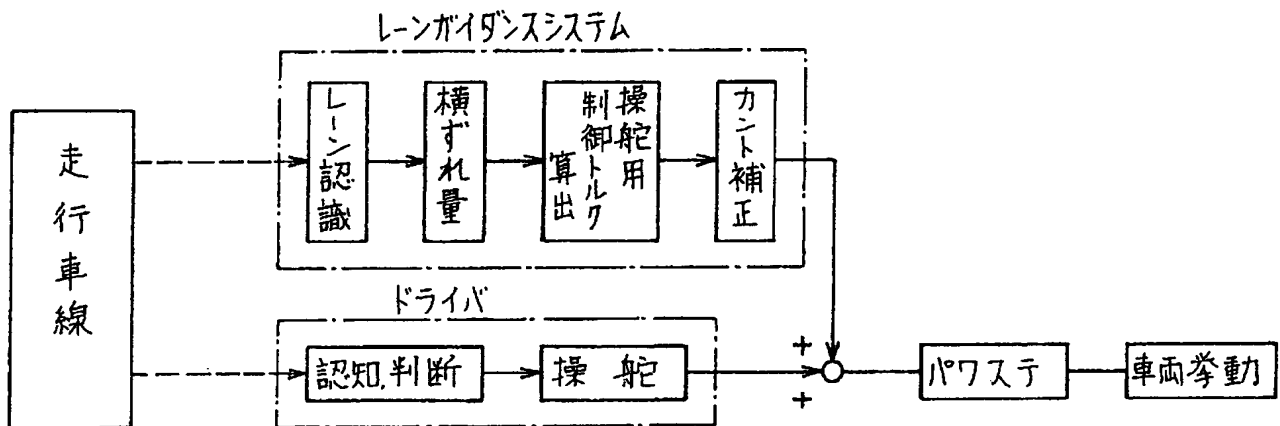 レーンガイダンスシステム
走行車線
レーン認識
横ずれ量
操舵用
制御トルク
算出
カント補正
ドライバ
認知,判断
操舵
+
+
パワステ
車両挙動